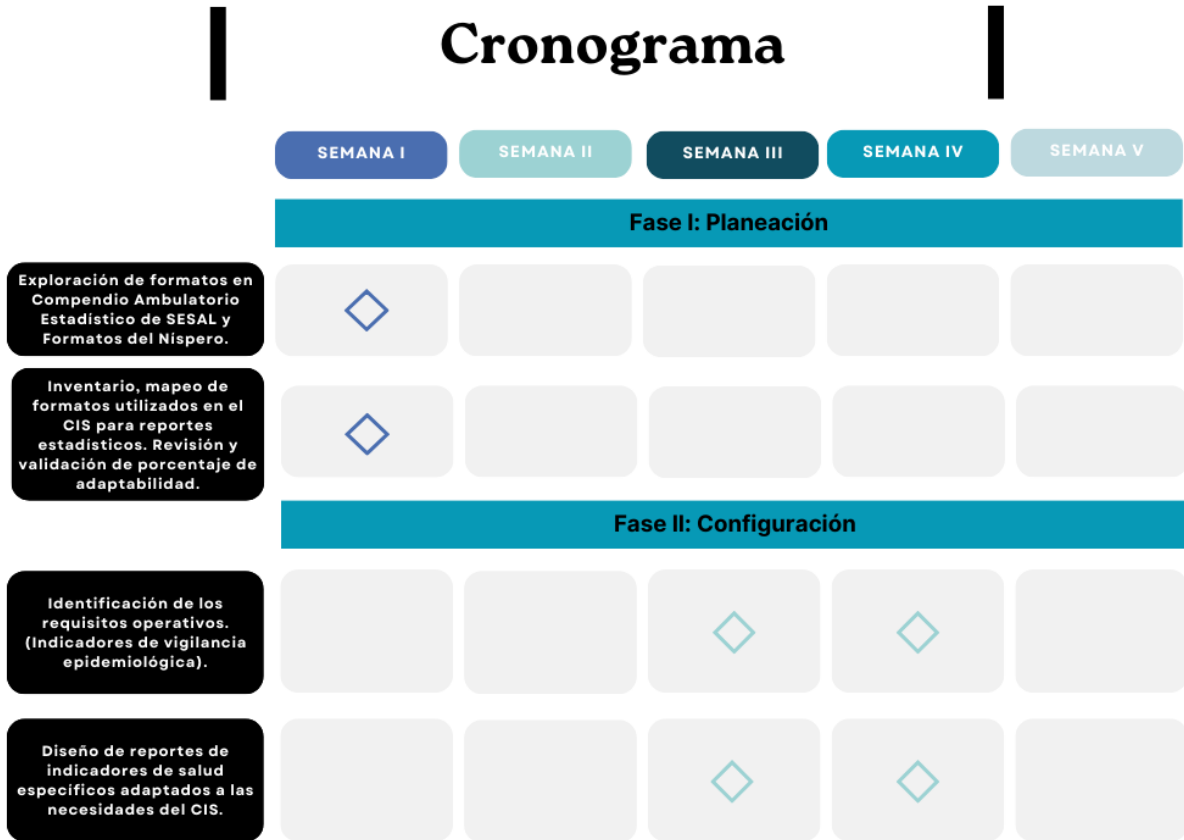 Cronograma
SEMANA I
SEMANA II
SEMANA III
SEMANA IV
SEMANA V
Fase I: Planeación
Exploración de formatos en
Compendio Ambulatorio
Estadístico de SESAL y
Formatos del Níspero.
Inventario, mapeo de
formatos utilizados en el
CIS para reportes
estadísticos. Revisión y
validación de porcentaje de
adaptabilidad.
Fase II: Configuración
Identificación de los
requisitos operativos.
(Indicadores de vigilancia
epidemiológica).
Diseño de reportes de
indicadores de salud
específicos adaptados a las
necesidades del CIS.